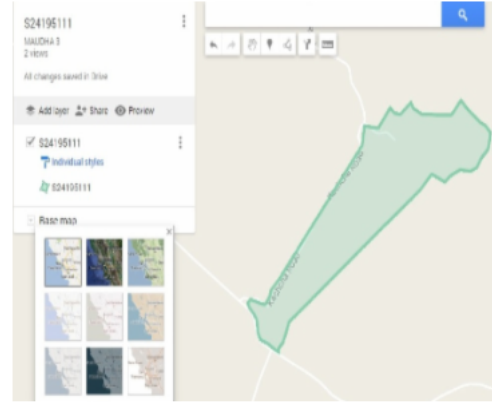 S24195111
MAUDHA 3
2 views
All changes saved in Drive
Add layer Share Preview
S24195111
Individual styles
S24195111
Base map